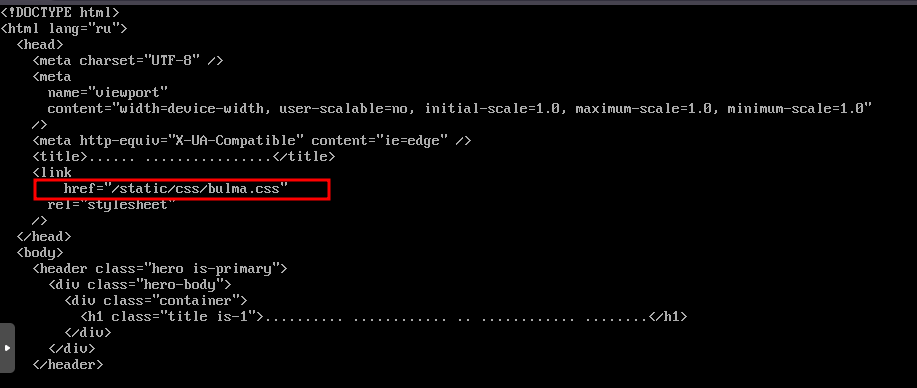 <!DOCTYPE html>
<html lang="ru">
<head>
<meta charset="UTF-8" />
<meta
name="viewport"
content="width=device-width, user-scalable=no, initial-scale=1.0, maximum-scale=1.0, minimum-scale=1.0"
/>
<meta http-equiv="X-UA-Compatible" content="ie=edge" />
<title>...... ................</title>
<link
href="/static/css/bulma.css"
rel="stylesheet"
/>
</head>
<body>
<header class="hero is-primary">
<div class="hero-body">
<div class="container">
<h1 class="title is-1">.......... ............ .. ............ ........</h1>
</div>
</div>
</header>